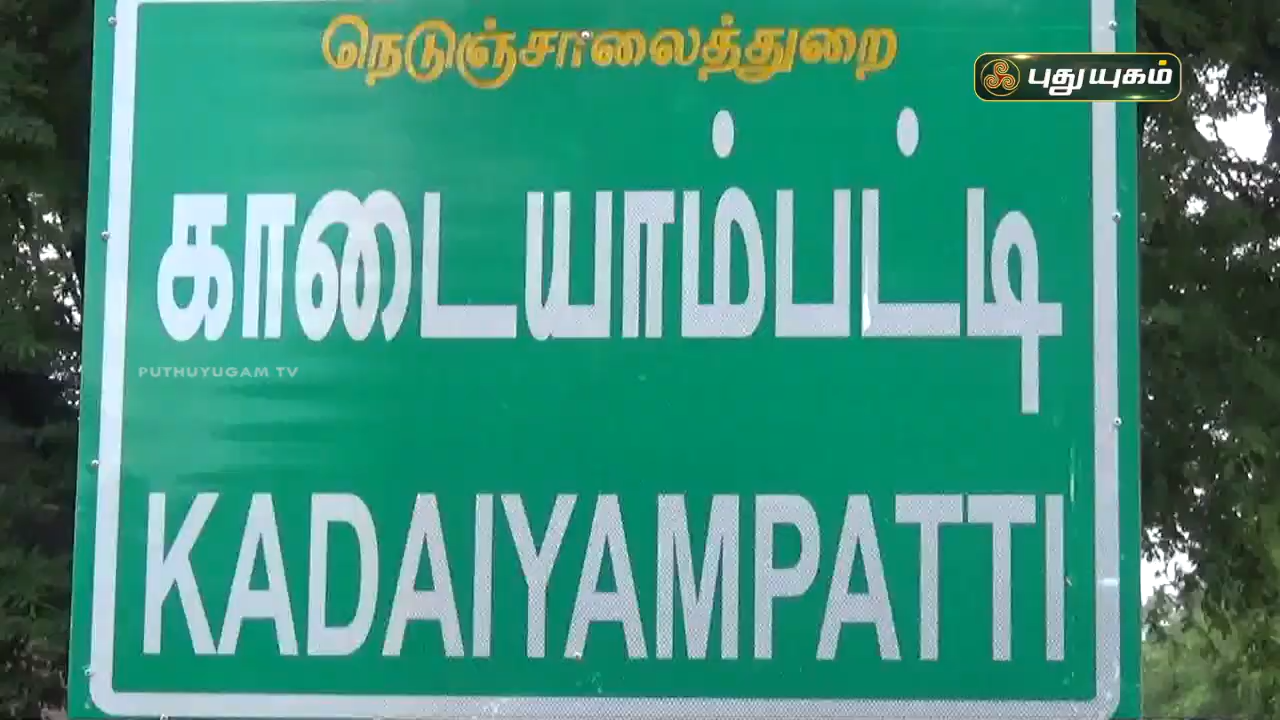 நெடுஞ்சாலைத்துறை
புதுயுகம்
காடையாம்பட்டி
PUTHUYUGAM TV
KADAIYAMPATTI